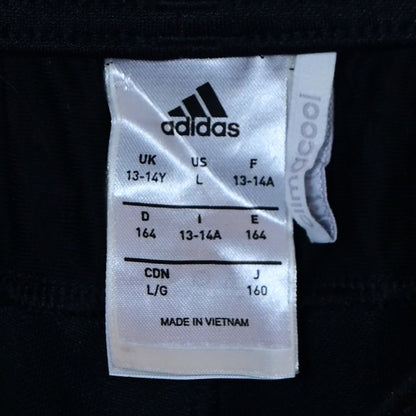 adidas
UK US F
13-14Y L 13-14A
D I E
164 13-14A 164
CDN J
L/G 160
MADE IN VIETNAM
climacool